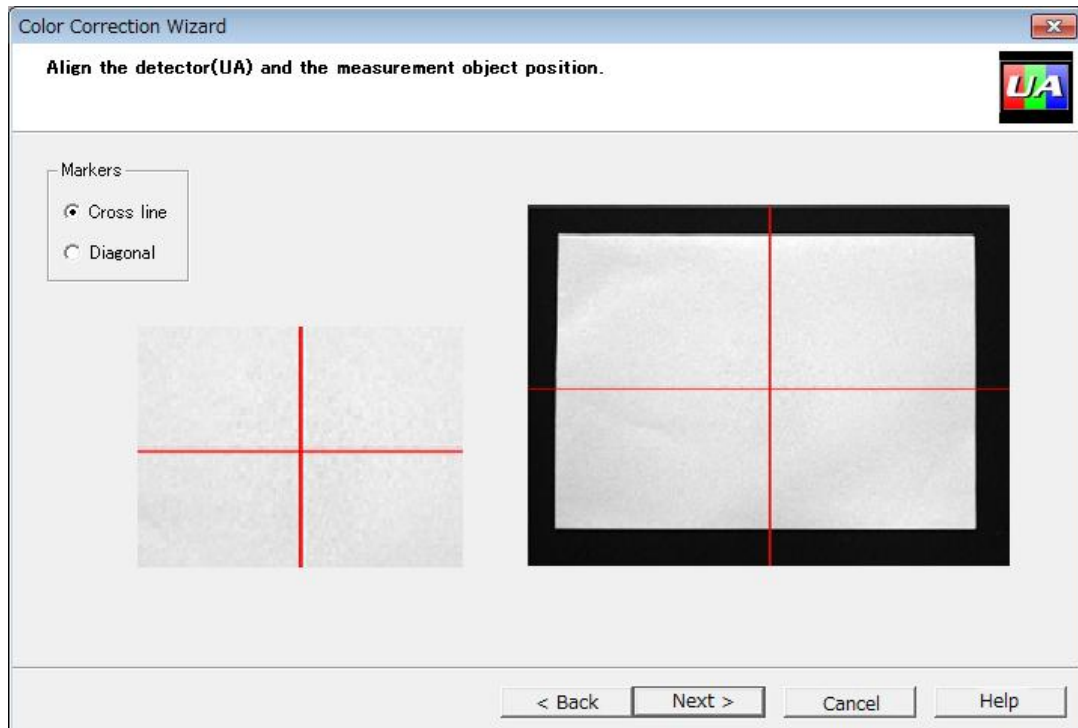 Color Correction Wizard
Align the detector(UA) and the measurement object position.
UA
Markers
Cross line
Diagonal
< Back
Next >
Cancel
Help